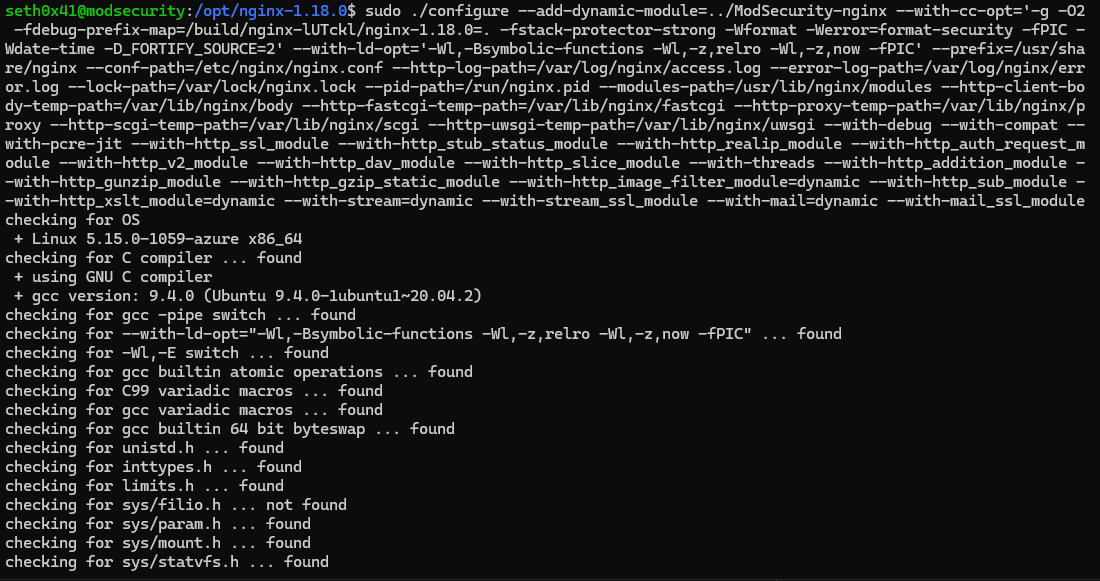 seth0x41@modsecurity:/opt/nginx-1.18.0$ sudo ./configure --add-dynamic-module=../ModSecurity-nginx --with-cc-opt='-g -O2
 -fdebug-prefix-map=/build/nginx-lUTckl/nginx-1.18.0=. -fstack-protector-strong -Wformat -Werror=format-security -fPIC -
Wdate-time -D_FORTIFY_SOURCE=2' --with-ld-opt='-Wl,-Bsymbolic-functions -Wl,-z,relro -Wl,-z,now -fPIC' --prefix=/usr/sha
re/nginx --conf-path=/etc/nginx/nginx.conf --http-log-path=/var/log/nginx/access.log --error-log-path=/var/log/nginx/err
or.log --lock-path=/var/lock/nginx.lock --pid-path=/run/nginx.pid --modules-path=/usr/lib/nginx/modules --http-client-bo
dy-temp-path=/var/lib/nginx/body --http-fastcgi-temp-path=/var/lib/nginx/fastcgi --http-proxy-temp-path=/var/lib/nginx/p
roxy --http-scgi-temp-path=/var/lib/nginx/scgi --http-uwsgi-temp-path=/var/lib/nginx/uwsgi --with-debug --with-compat --
with-pcre-jit --with-http_ssl_module --with-http_stub_status_module --with-http_realip_module --with-http_auth_request_m
odule --with-http_v2_module --with-http_dav_module --with-http_slice_module --with-threads --with-http_addition_module -
-with-http_gunzip_module --with-http_gzip_static_module --with-http_image_filter_module=dynamic --with-http_sub_module -
-with-http_xslt_module=dynamic --with-stream=dynamic --with-stream_ssl_module --with-mail=dynamic --with-mail_ssl_module
checking for OS
 + Linux 5.15.0-1059-azure x86_64
checking for C compiler ... found
 + using GNU C compiler
 + gcc version: 9.4.0 (Ubuntu 9.4.0-1ubuntu1~20.04.2)
checking for gcc -pipe switch ... found
checking for --with-ld-opt="-Wl,-Bsymbolic-functions -Wl,-z,relro -Wl,-z,now -fPIC" ... found
checking for -Wl,-E switch ... found
checking for gcc builtin atomic operations ... found
checking for C99 variadic macros ... found
checking for gcc variadic macros ... found
checking for gcc builtin 64 bit byteswap ... found
checking for unistd.h ... found
checking for inttypes.h ... found
checking for limits.h ... found
checking for sys/filio.h ... not found
checking for sys/param.h ... found
checking for sys/mount.h ... found
checking for sys/statvfs.h ... found